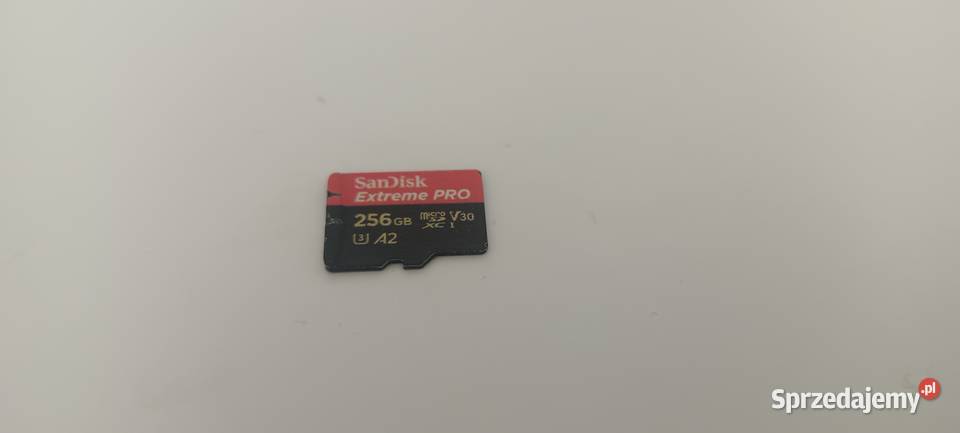 SanDisk
Extreme PRO
256GB micro SD XC I V30
U3 A2
Sprzedajemy.pl